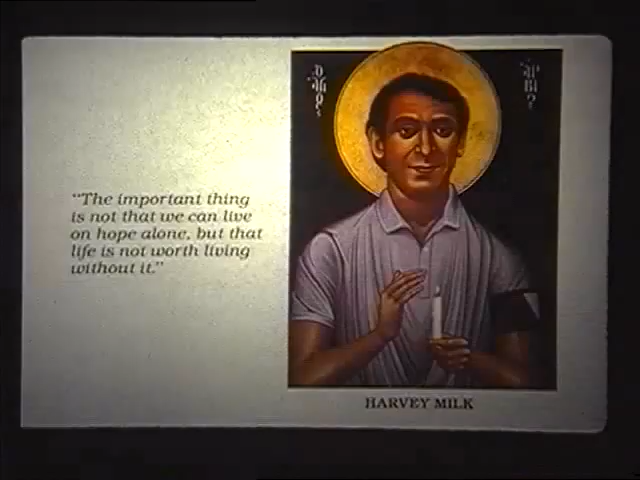 "The important thing
is not that we can live
on hope alone, but that
life is not worth living
without it."
HARVEY MILK